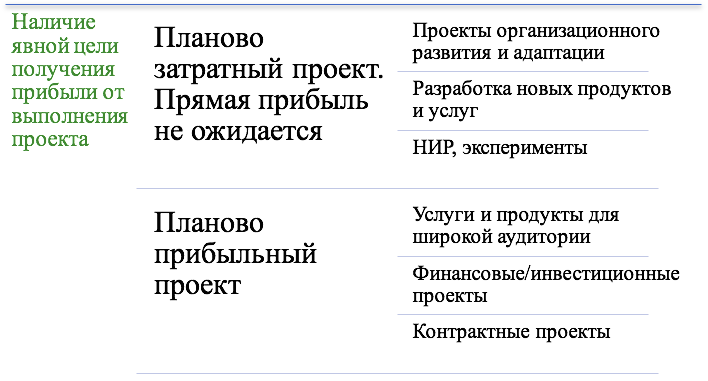 Наличие
явной цели
получения
прибыли от
выполнения
проекта
Планово
затратный проект.
Прямая прибыль
не ожидается
Проекты организационного
развития и адаптации
Разработка новых продуктов
и услуг
НИР, эксперименты
Планово
прибыльный
проект
Услуги и продукты для
широкой аудитории
Финансовые/инвестиционные
проекты
Контрактные проекты